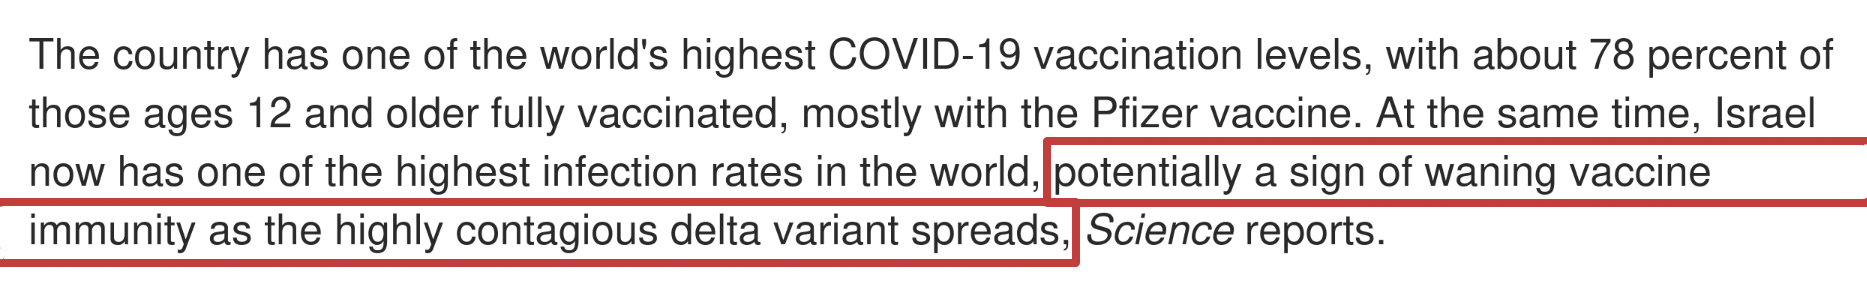 The country has one of the world's highest COVID-19 vaccination levels, with about 78 percent of
those ages 12 and older fully vaccinated, mostly with the Pfizer vaccine. At the same time, Israel
now has one of the highest infection rates in the world, potentially a sign of waning vaccine
immunity as the highly contagious delta variant spreads, Science reports.